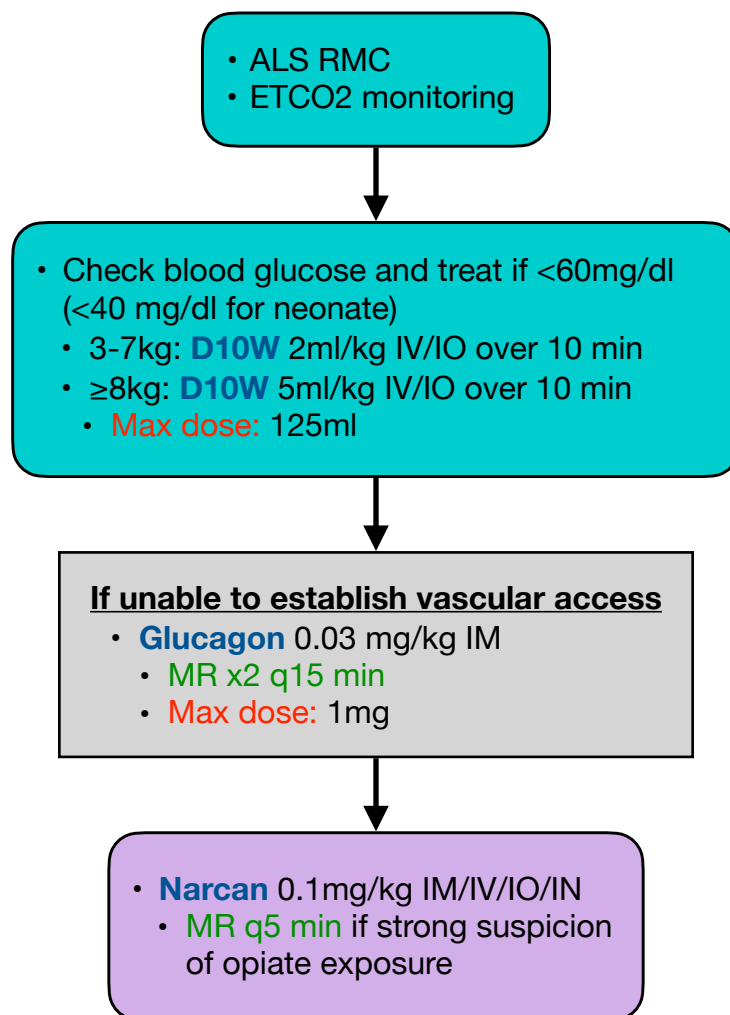 • ALS RMC
• ETCO2 monitoring
• Check blood glucose and treat if <60mg/dl
(<40 mg/dl for neonate)
• 3-7kg: D10W 2ml/kg IV/IO over 10 min
• ≥8kg: D10W 5ml/kg IV/IO over 10 min
• Max dose: 125ml
If unable to establish vascular access
• Glucagon 0.03 mg/kg IM
• MR x2 q15 min
• Max dose: 1mg
• Narcan 0.1mg/kg IM/IV/IO/IN
• MR q5 min if strong suspicion
of opiate exposure